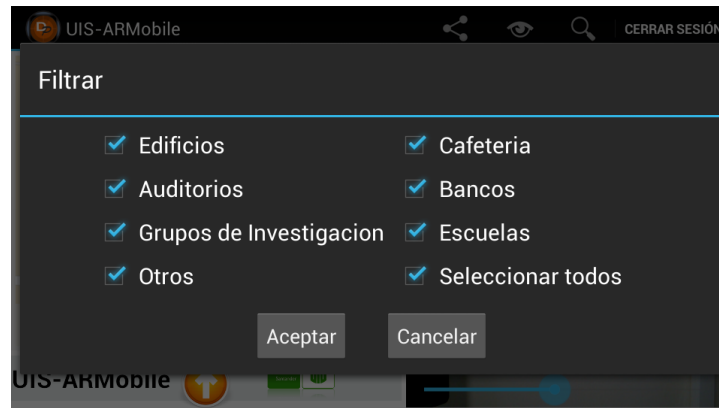 UIS-ARMobile
CERRAR SESIÓN
Filtrar
Edificios
Cafeteria
Auditorios
Bancos
Grupos de Investigacion
Escuelas
Otros
Seleccionar todos
Aceptar
Cancelar
UIS-ARMobile